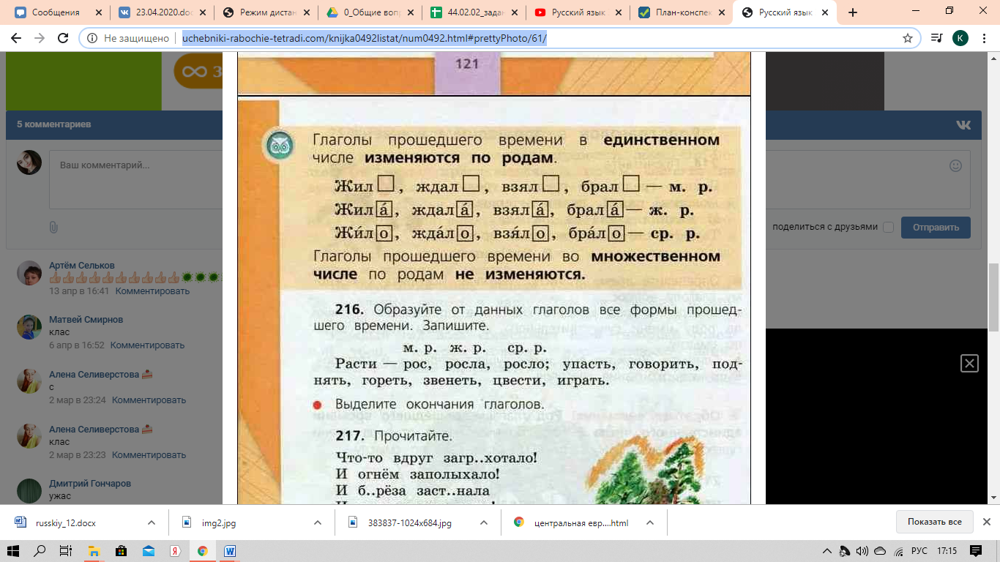 Сообщения
23.04.2020.doc
Режим дистан
0_Общие вопр
44.02.02_зада
Русский язык
План-конспек
Русский язык
Не защищено
uchebniki-rabochie-tetradi.com/knijka0492listat/num0492.html#prettyPhoto/61/
К
121
∞ 3
5 комментариев
Ваш комментарий...
поделиться с друзьями
Отправить
Артём Сельков
13 апр в 16:41 Комментировать
Матвей Смирнов
клас
6 апр в 16:52 Комментировать
Алена Селиверстова
с
2 мар в 23:24 Комментировать
Алена Селиверстова
клас
2 мар в 23:23 Комментировать
Дмитрий Гончаров
ужас
Глаголы прошедшего времени в единственном
числе изменяются по родам.
Жил☐, ждал☐, взял☐, брал☐ — м. р.
Жила́, ждала́, взяла́, брала́ — ж. р.
Жи́ло, жда́ло, взя́ло, бра́ло — ср. р.
Глаголы прошедшего времени во множественном
числе по родам не изменяются.
216. Образуйте от данных глаголов все формы прошед-
шего времени. Запишите.
м. р. ж. р. ср. р.
Расти — рос, росла, росло; упасть, говорить, под-
нять, гореть, звенеть, цвести, играть.
● Выделите окончания глаголов.
217. Прочитайте.
Что-то вдруг загр..хотало!
И огнём заполыхало!
И б..рёза заст..нала
russkiy_12.docx
img2.jpg
383837-1024x684.jpg
центральная евр....html
Показать все
РУС
17:15